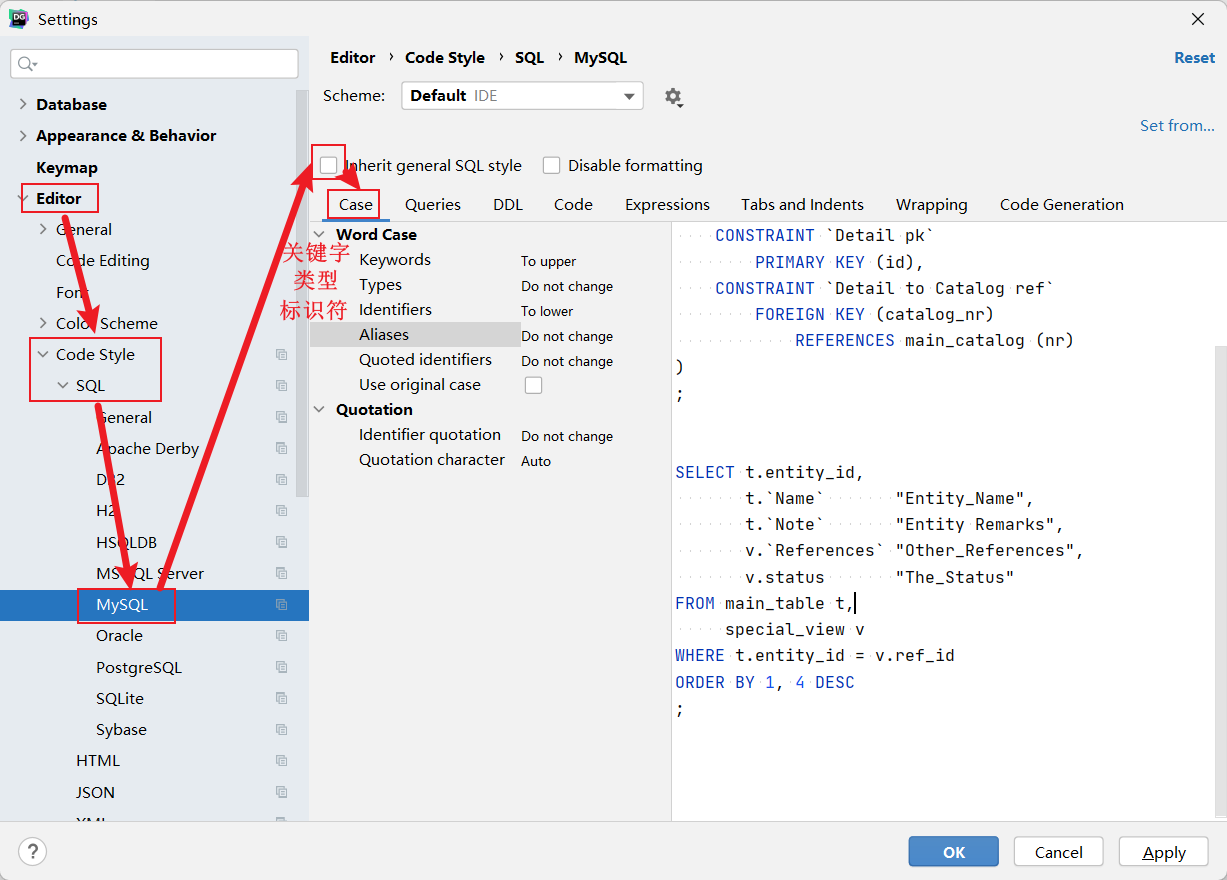 DG
Settings
Database
Appearance & Behavior
Keymap
Editor
General
Code Editing
Font
Color Scheme
Code Style
SQL
General
Apache Derby
DB2
H2
HSQLDB
MS SQL Server
MySQL
Oracle
PostgreSQL
SQLite
Sybase
HTML
JSON
XML
Editor › Code Style › SQL › MySQL
Reset
Scheme: Default IDE
Set from...
Inherit general SQL style Disable formatting
Case Queries DDL Code Expressions Tabs and Indents Wrapping Code Generation
Word Case
Keywords To upper
Types Do not change
Identifiers To lower
Aliases Do not change
Quoted identifiers Do not change
Use original case
Quotation
Identifier quotation Do not change
Quotation character Auto
关键字
类型
标识符
CONSTRAINT `Detail pk`
PRIMARY KEY (id),
CONSTRAINT `Detail to Catalog ref`
FOREIGN KEY (catalog_nr)
REFERENCES main_catalog (nr)
)
;
SELECT t.entity_id,
t.`Name` "Entity_Name",
t.`Note` "Entity Remarks",
v.`References` "Other_References",
v.status "The_Status"
FROM main_table t,
special_view v
WHERE t.entity_id = v.ref_id
ORDER BY 1, 4 DESC
;
?
OK Cancel Apply